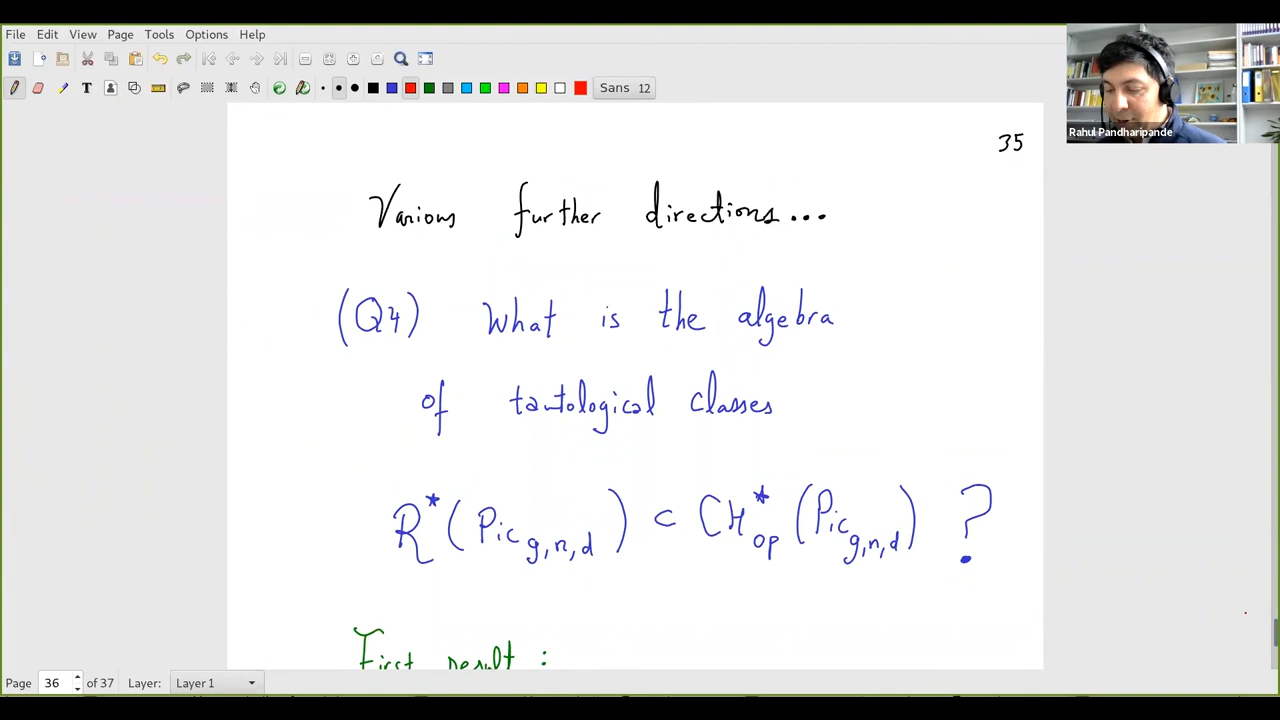 File Edit View Page Tools Options Help
Sans 12
Rahul Pandharipande
35
Various further directions...
(Q4) What is the algebra
of tautological classes
R*(Pic_{g,n,d}) ⊂ CH*_{op}(Pic_{g,n,d}) ?
First result :
Page 36 of 37 Layer: Layer 1